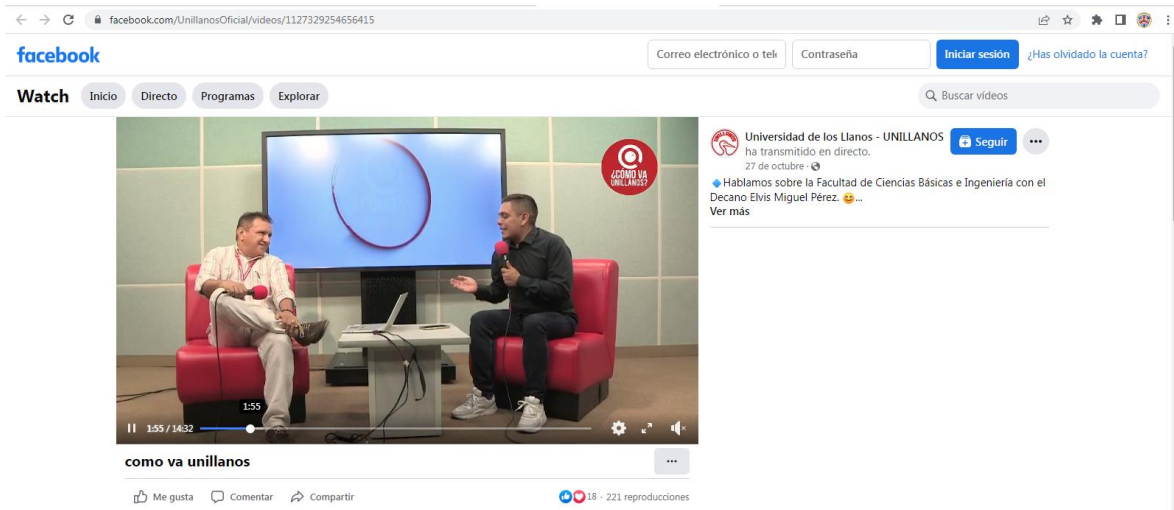 facebook.com/UnillanosOficial/videos/1127329254656415
facebook
Correo electrónico o telé
Contraseña
Iniciar sesión
¿Has olvidado la cuenta?
Watch
Inicio
Directo
Programas
Explorar
Buscar vídeos
¿CÓMO VA
UNILLANOS?
Universidad de los Llanos - UNILLANOS
ha transmitido en directo.
27 de octubre ·
Seguir
Hablamos sobre la Facultad de Ciencias Básicas e Ingeniería con el
Decano Elvis Miguel Pérez. 😊...
Ver más
1:55
1:55 / 14:32
como va unillanos
Me gusta
Comentar
Compartir
18 · 221 reproducciones